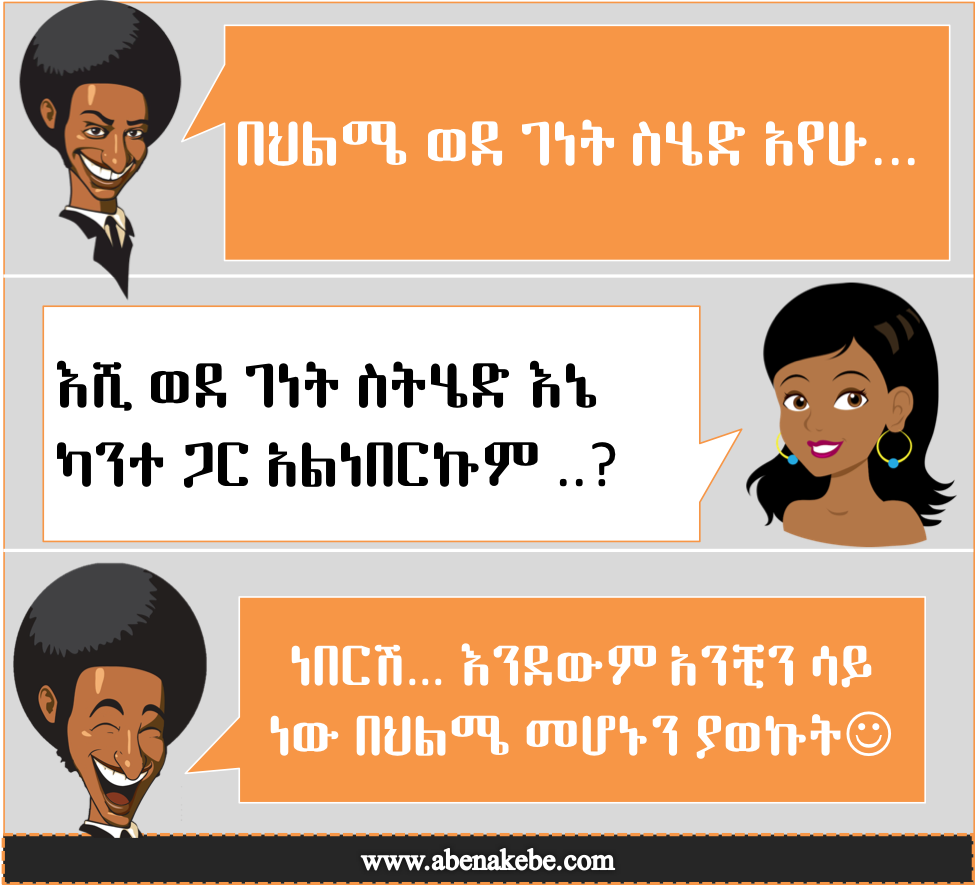 በህልሜ ወደ ገነት ስሄድ አየሁ...
እሺ ወደ ገነት ስትሄድ እኔ
ካንተ ጋር አልነበርኩም ..?
ነበርሽ... እንደውም አንቺን ሳይ
ነው በህልሜ መሆኑን ያወኩት☺
www.abenakebe.com